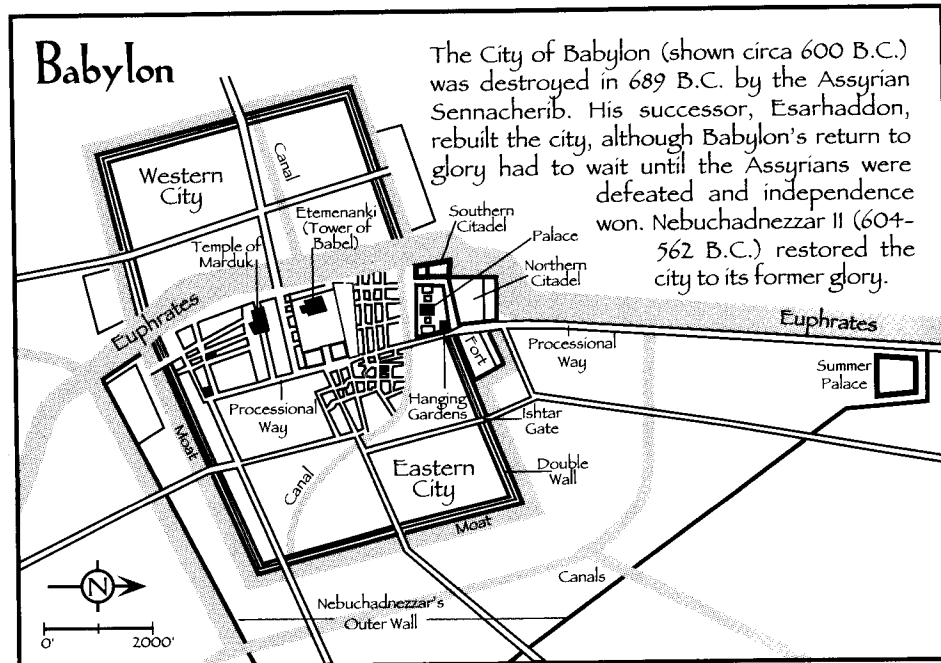 Babylon
The City of Babylon (shown circa 600 B.C.)
was destroyed in 689 B.C. by the Assyrian
Sennacherib. His successor, Esarhaddon,
rebuilt the city, although Babylon's return to
glory had to wait until the Assyrians were
defeated and independence
won. Nebuchadnezzar II (604-
562 B.C.) restored the
city to its former glory.
Western
City
Canal
Etemenanki
(Tower of
Babel)
Temple of
Marduk
Southern
Citadel
Palace
Northern
Citadel
Euphrates
Euphrates
Processional
Way
Fort
Summer
Palace
Hanging
Gardens
Ishtar
Gate
Processional
Way
Moat
Canal
Eastern
City
Double
Wall
Moat
Canals
N
Nebuchadnezzar's
Outer Wall
0'
2000'